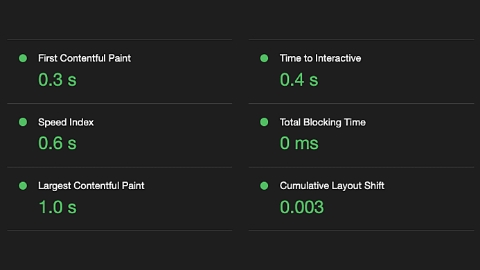 First Contentful Paint
0.3 s
Time to Interactive
0.4 s
Speed Index
0.6 s
Total Blocking Time
0 ms
Largest Contentful Paint
1.0 s
Cumulative Layout Shift
0.003